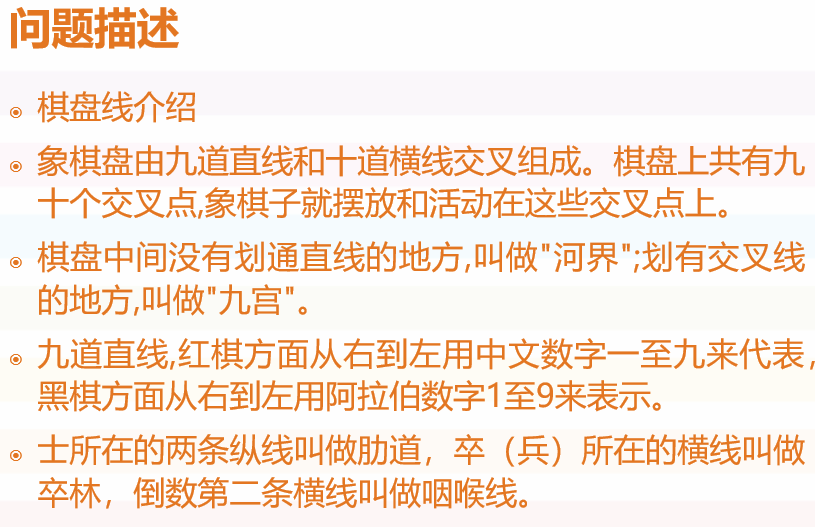 问题描述
棋盘线介绍
象棋盘由九道直线和十道横线交叉组成。棋盘上共有九
十个交叉点,象棋子就摆放和活动在这些交叉点上。
棋盘中间没有划通直线的地方,叫做"河界";划有交叉线
的地方,叫做"九宫"。
九道直线,红棋方面从右到左用中文数字一至九来代表,
黑棋方面从右到左用阿拉伯数字1至9来表示。
士所在的两条纵线叫做肋道，卒（兵）所在的横线叫做
卒林，倒数第二条横线叫做咽喉线。